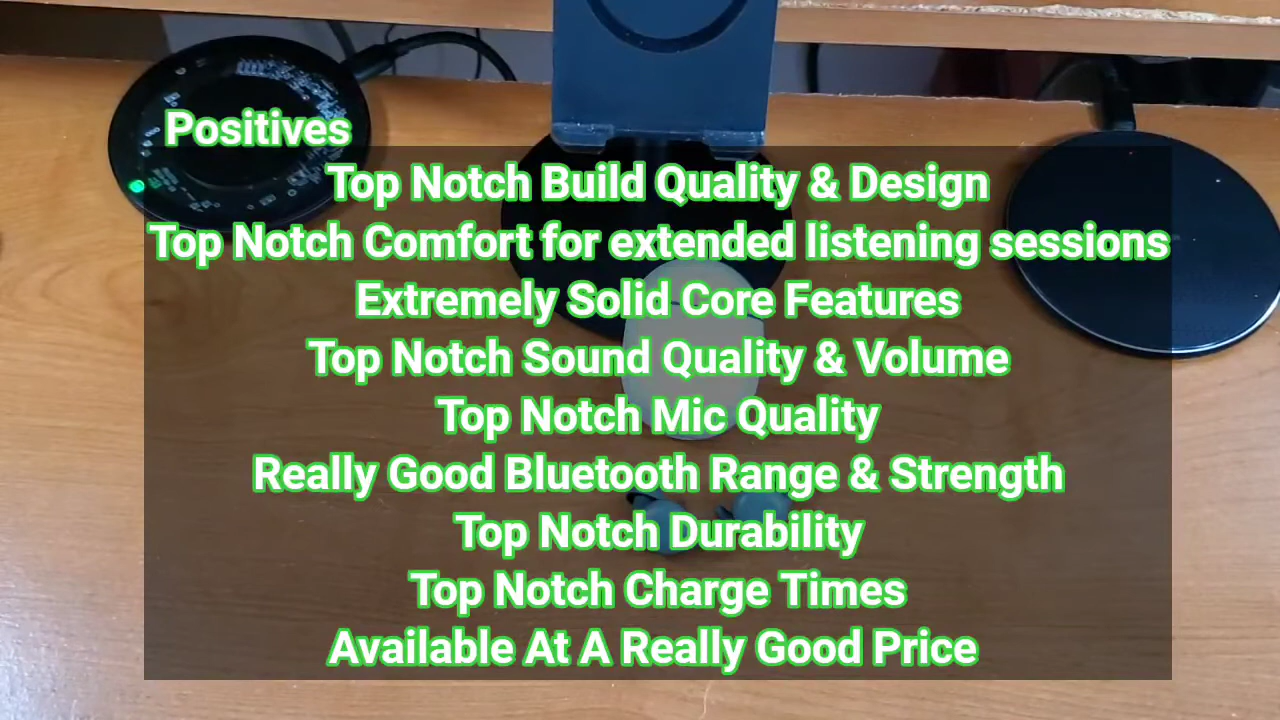 Positives
Top Notch Build Quality & Design
Top Notch Comfort for extended listening sessions
Extremely Solid Core Features
Top Notch Sound Quality & Volume
Top Notch Mic Quality
Really Good Bluetooth Range & Strength
Top Notch Durability
Top Notch Charge Times
Available At A Really Good Price